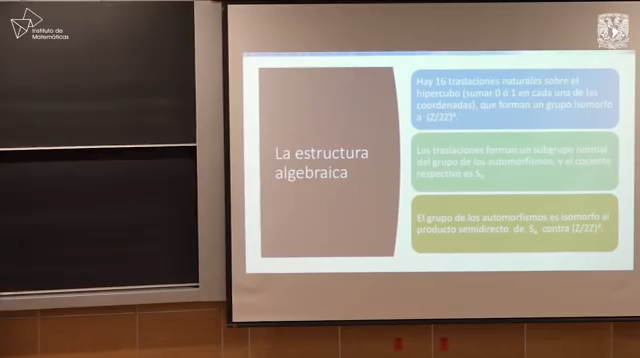 Instituto de
Matemáticas
La estructura
algebraica
Hay 16 traslaciones naturales sobre el
hipercubo (sumar 0 ó 1 en cada una de las
coordenadas), que forman un grupo isomorfo
a (Z/2Z)⁴.
Las traslaciones forman un subgrupo normal
del grupo de los automorfismos, y el cociente
respectivo es S₄.
El grupo de los automorfismos es isomorfo al
producto semidirecto de S₄ contra (Z/2Z)⁴.